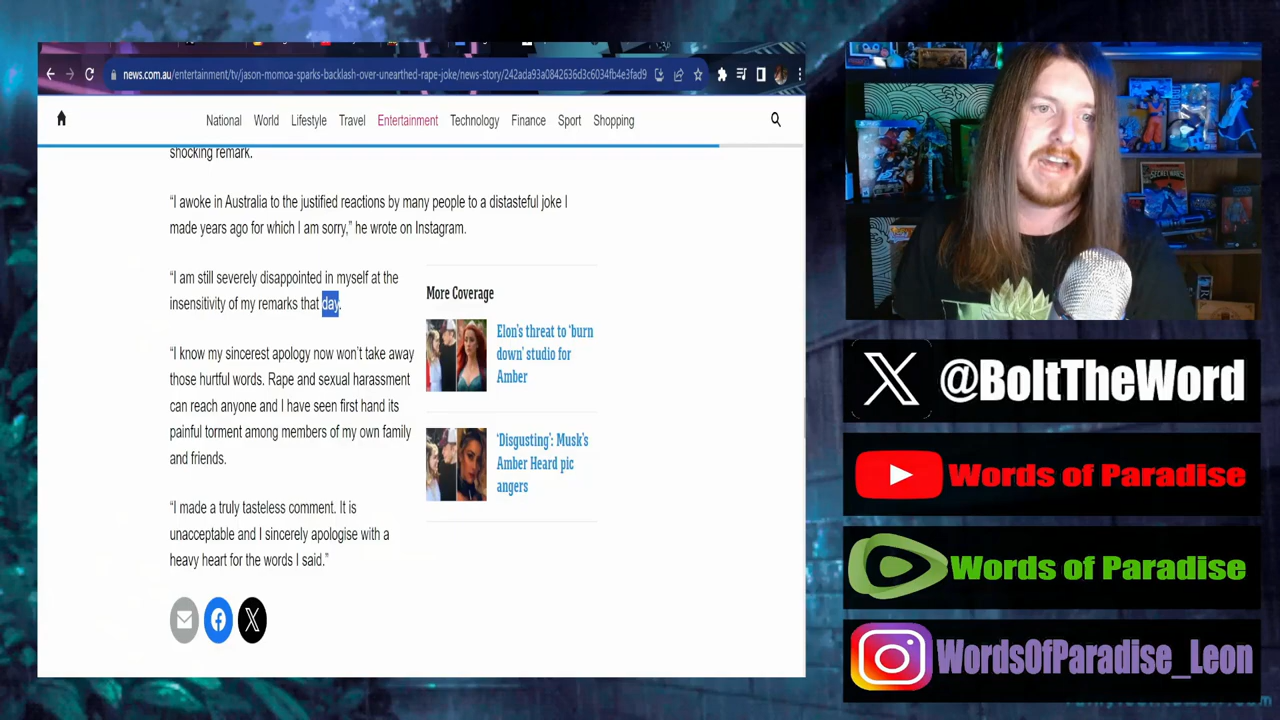 news.com.au/entertainment/tv/jason-momoa-sparks-backlash-over-unearthed-rape-joke/news-story/242ada93a0842636d3c6034fb4e3fad9
National World Lifestyle Travel Entertainment Technology Finance Sport Shopping
shocking remark.
“I awoke in Australia to the justified reactions by many people to a distasteful joke I
made years ago for which I am sorry,” he wrote on Instagram.
“I am still severely disappointed in myself at the
insensitivity of my remarks that day.
“I know my sincerest apology now won’t take away
those hurtful words. Rape and sexual harassment
can reach anyone and I have seen first hand its
painful torment among members of my own family
and friends.
“I made a truly tasteless comment. It is
unacceptable and I sincerely apologise with a
heavy heart for the words I said.”
More Coverage
Elon’s threat to ‘burn
down’ studio for
Amber
‘Disgusting’: Musk’s
Amber Heard pic
angers
SECRET WARS
X @BoltTheWord
Words of Paradise
Words of Paradise
WordsOfParadise_Leon